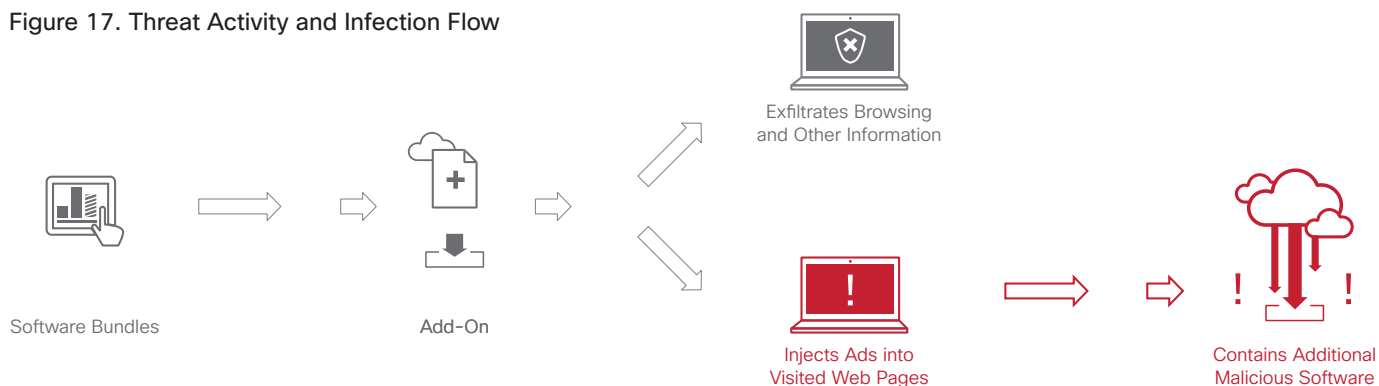 Figure 17. Threat Activity and Infection Flow
Exfiltrates Browsing
and Other Information
Software Bundles
Add-On
Injects Ads into
Visited Web Pages
Contains Additional
Malicious Software